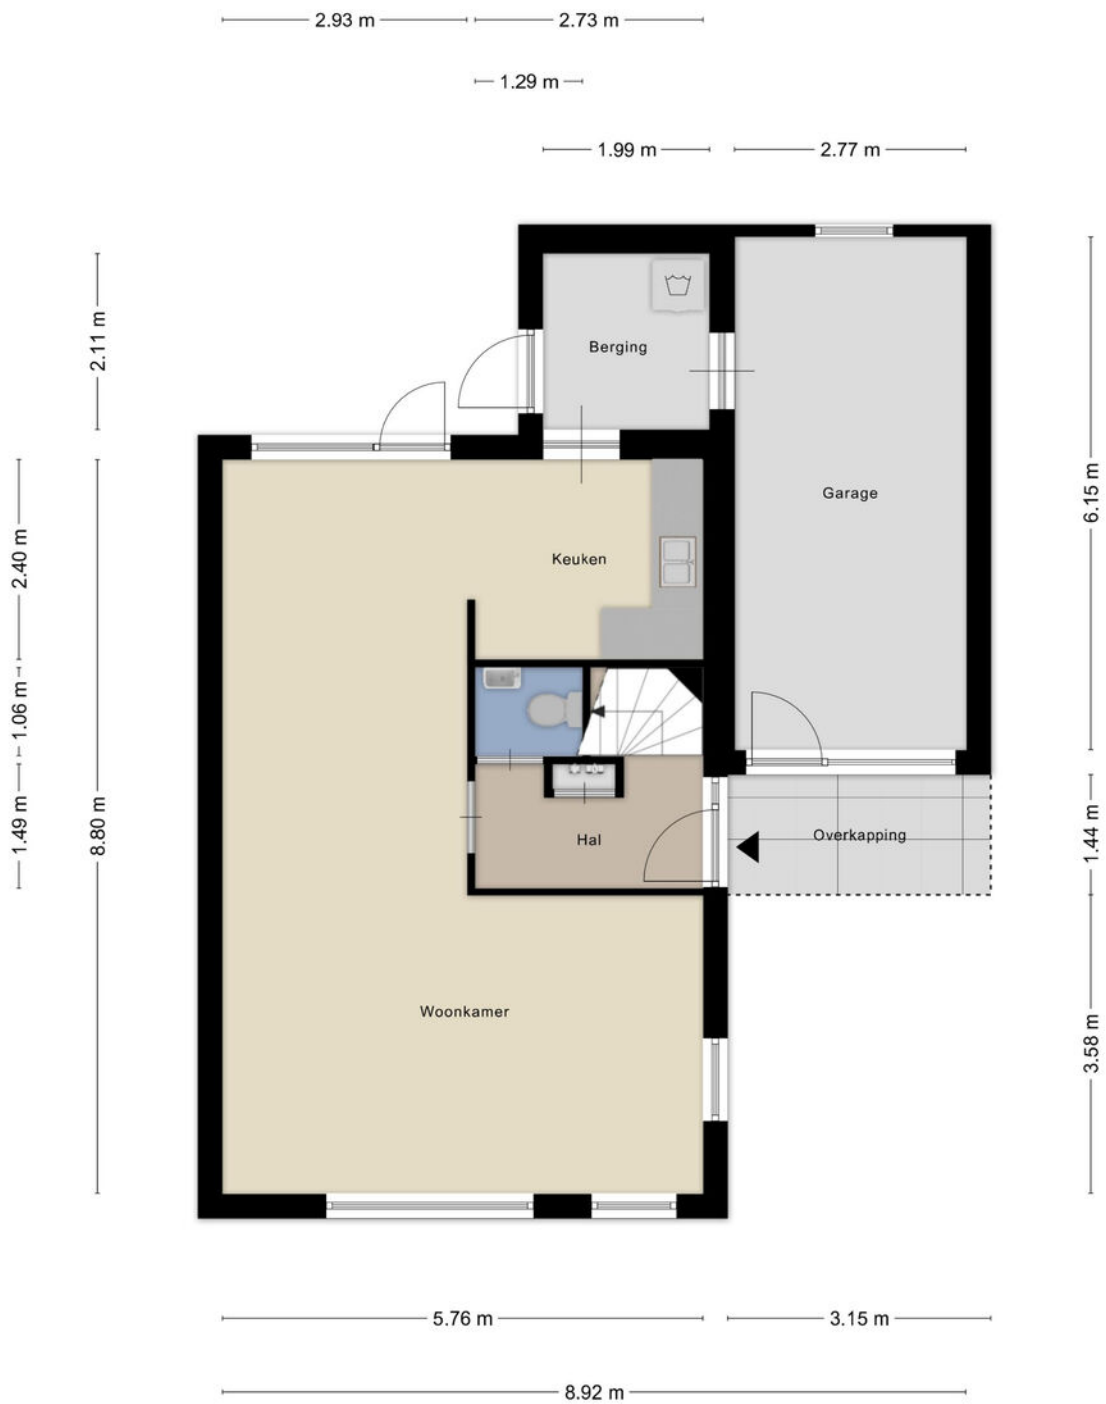 2.93 m
2.73 m
1.29 m
1.99 m
2.77 m
2.11 m
Berging
6.15 m
Garage
2.40 m
Keuken
1.06 m
1.49 m
8.80 m
Hal
Overkapping
1.44 m
Woonkamer
3.58 m
5.76 m
3.15 m
8.92 m